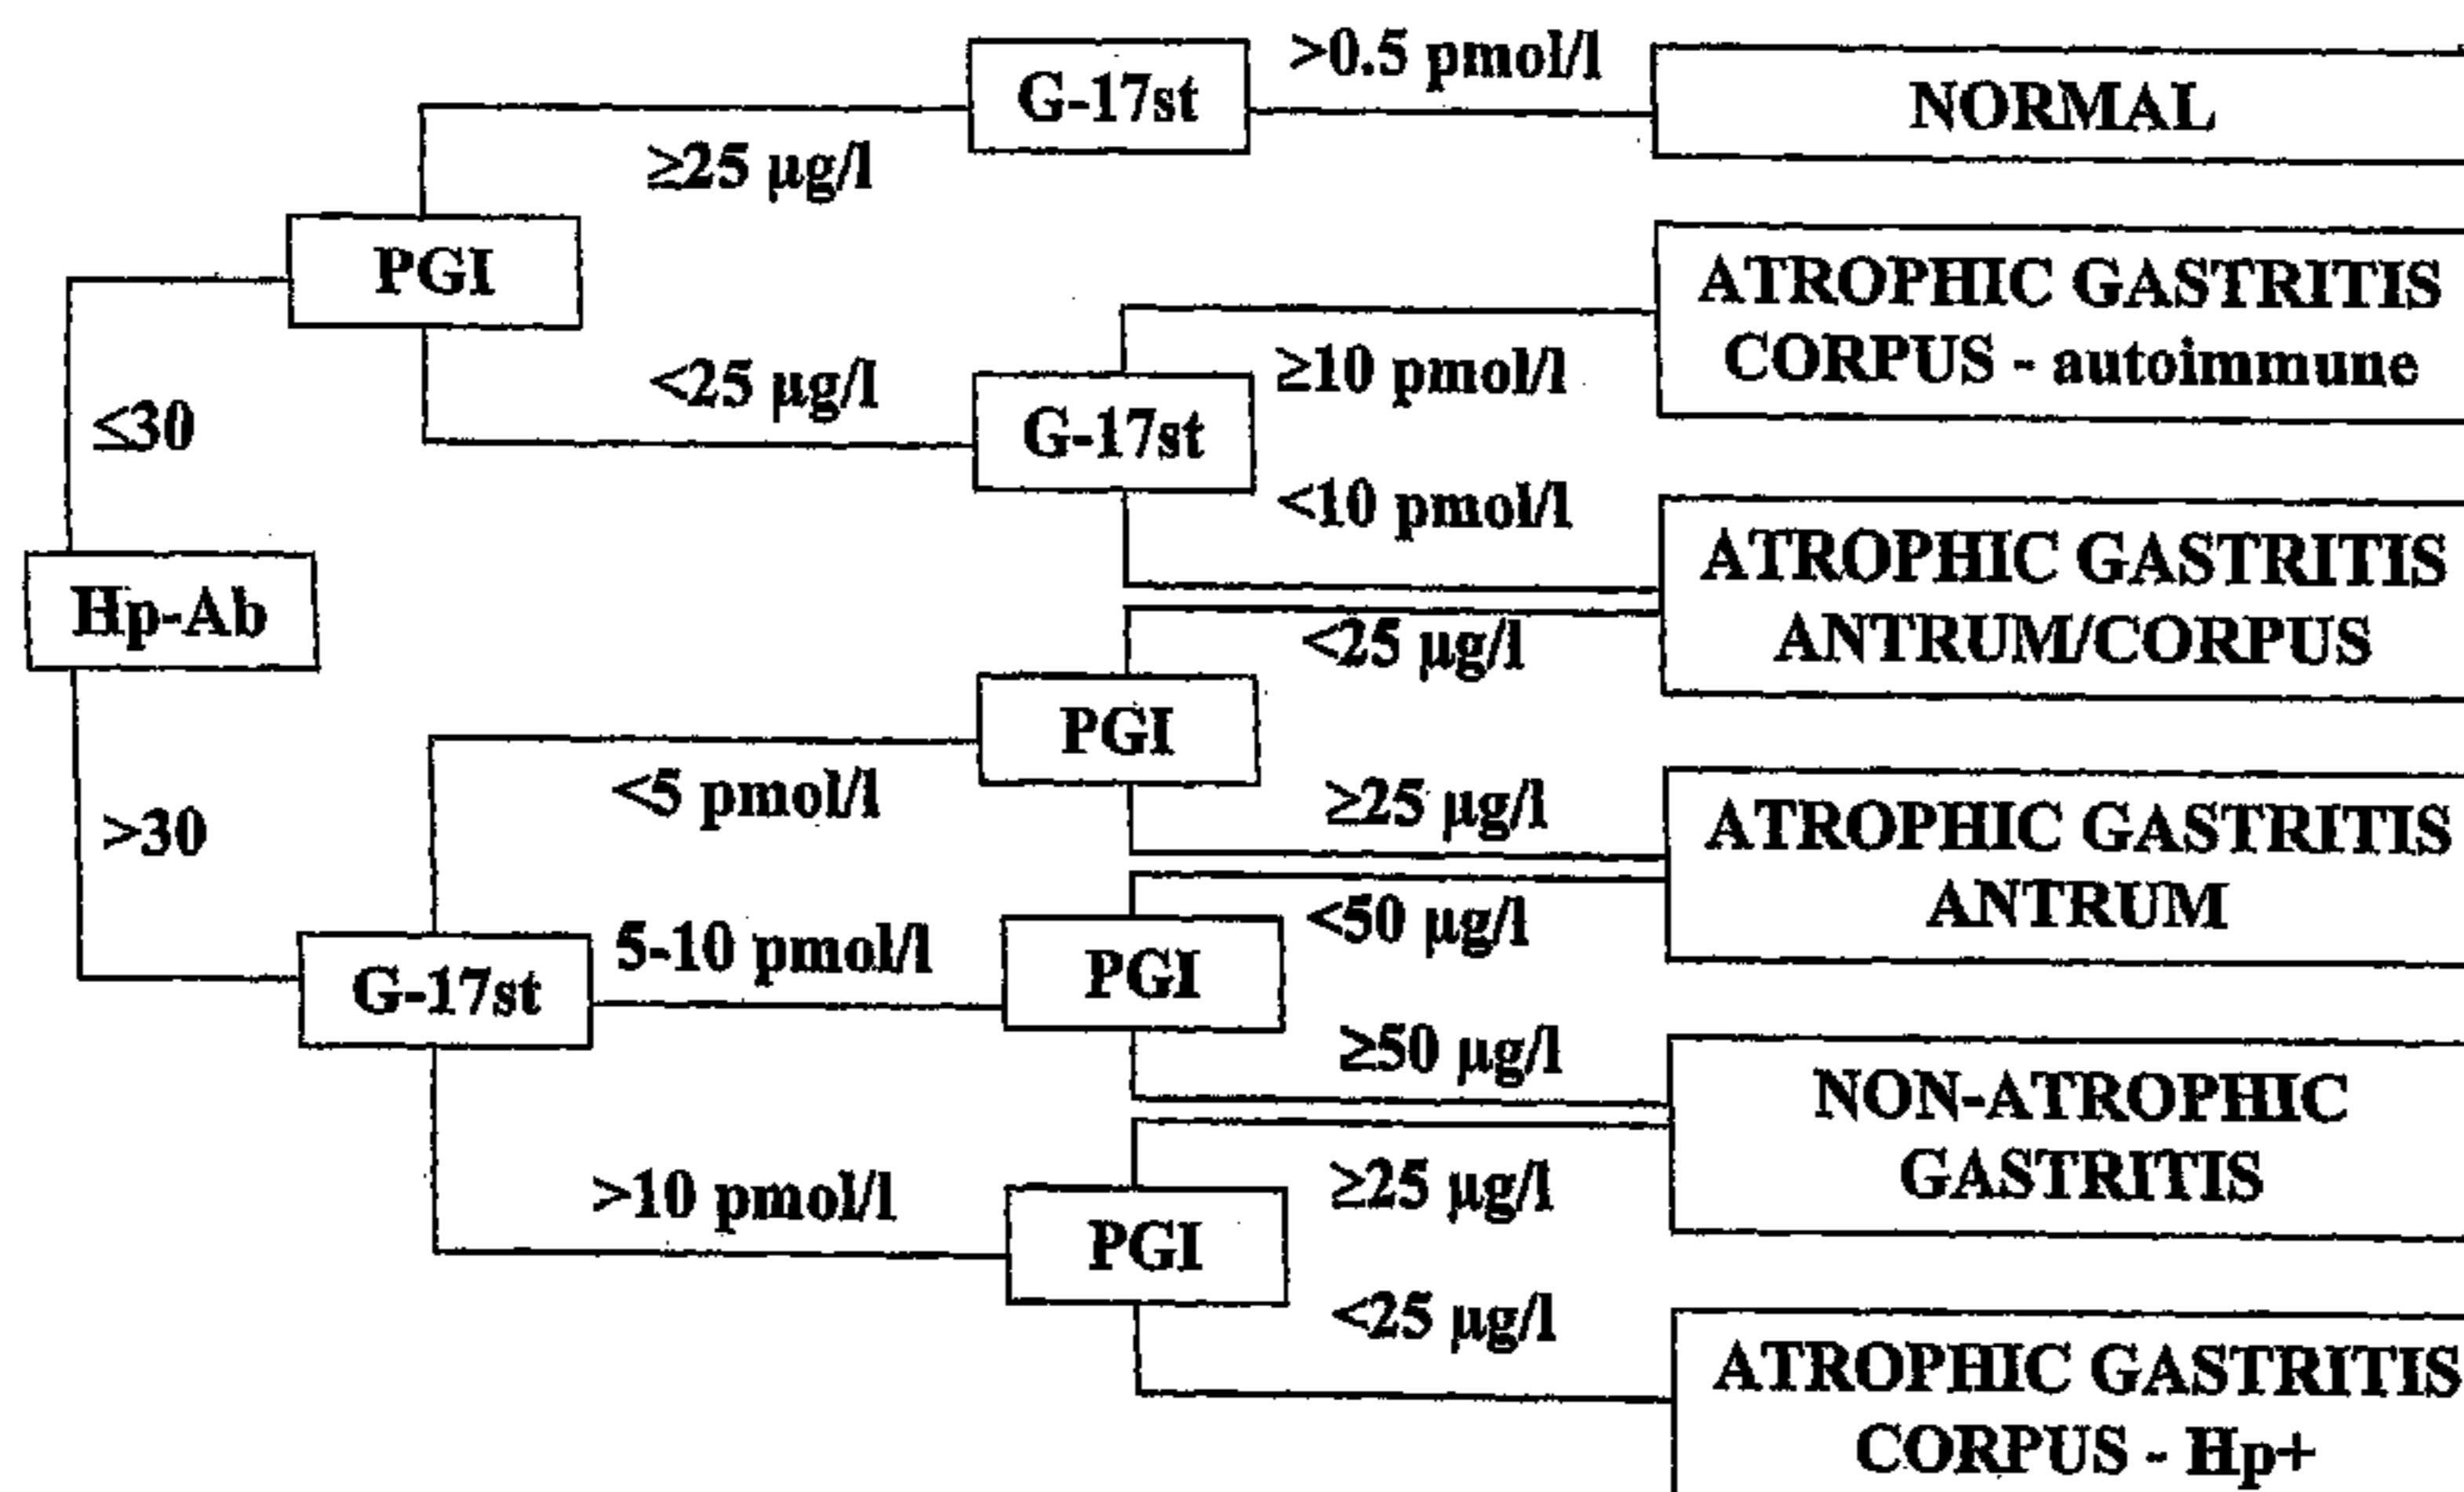 G-17st
>0.5 pmol/l
NORMAL
≥25 µg/l
PGI
ATROPHIC GASTRITIS
CORPUS - autoimmune
≥10 pmol/l
<25 µg/l
G-17st
≤30
<10 pmol/l
ATROPHIC GASTRITIS
ANTRUM/CORPUS
Hp-Ab
<25 µg/l
PGI
<5 pmol/l
≥25 µg/l
ATROPHIC GASTRITIS
ANTRUM
>30
<50 µg/l
5-10 pmol/l
PGI
G-17st
≥50 µg/l
NON-ATROPHIC
GASTRITIS
≥25 µg/l
>10 pmol/l
PGI
<25 µg/l
ATROPHIC GASTRITIS
CORPUS - Hp+